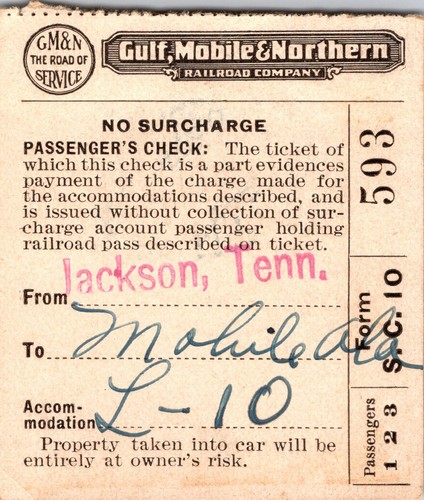 G.M.&N.
THE ROAD OF
SERVICE
Gulf, Mobile & Northern
RAILROAD COMPANY
NO SURCHARGE
PASSENGER'S CHECK: The ticket of
which this check is a part evidences
payment of the charge made for
the accommodations described, and
is issued without collection of sur-
charge account passenger holding
railroad pass described on ticket.
Jackson, Tenn.
From
To Mobile Ala
Accom-
modation L-10
Property taken into car will be
entirely at owner's risk.
593
Form
S. C. 10
Passengers
1 2 3